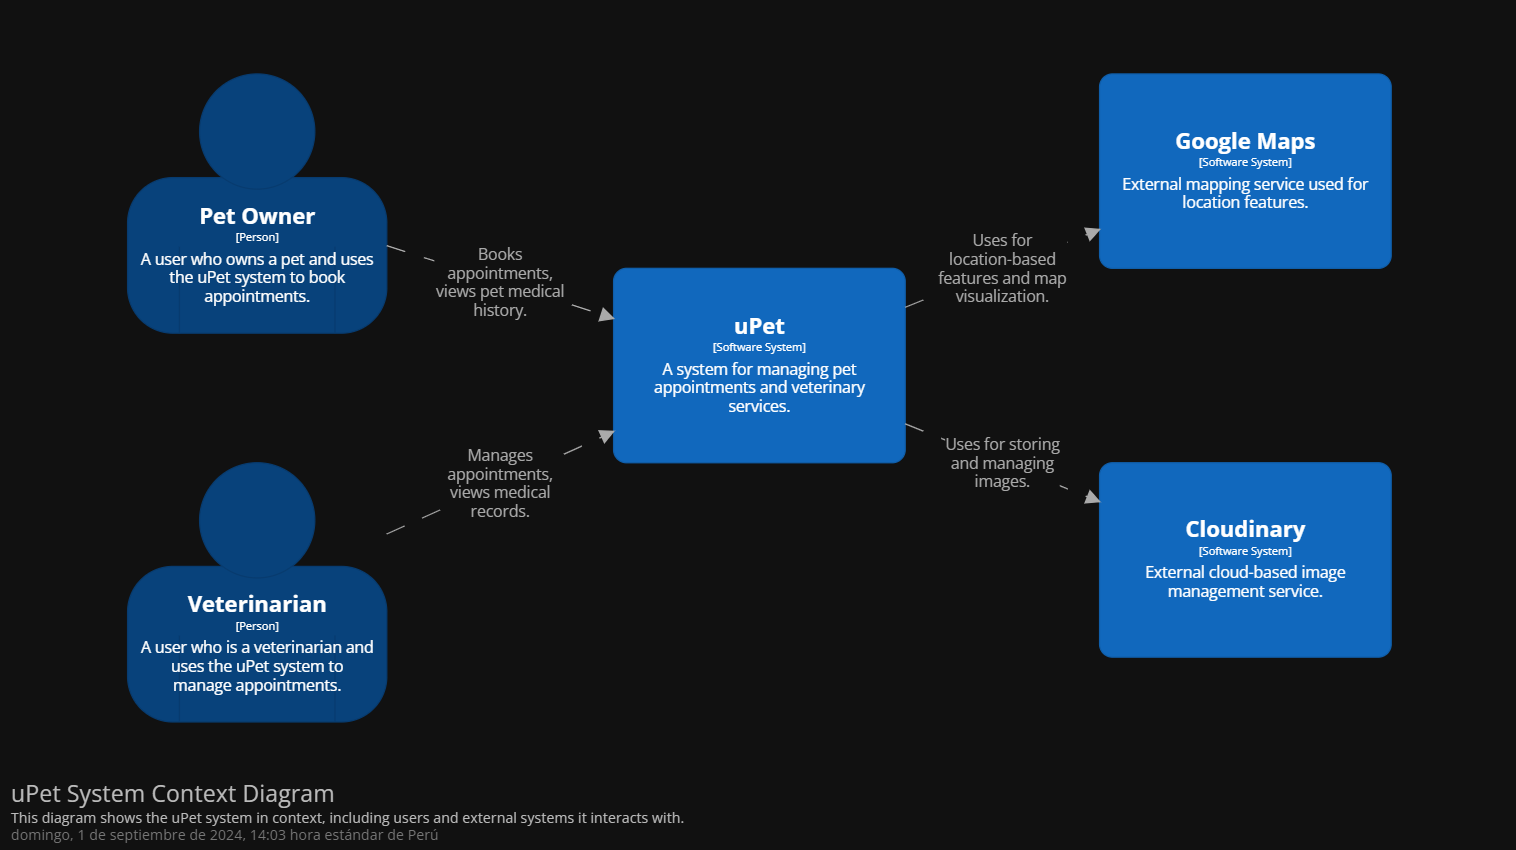 Pet Owner
[Person]
A user who owns a pet and uses
the uPet system to book
appointments.
Books
appointments,
views pet medical
history.
Veterinarian
[Person]
A user who is a veterinarian and
uses the uPet system to
manage appointments.
Manages
appointments,
views medical
records.
uPet
[Software System]
A system for managing pet
appointments and veterinary
services.
Uses for
location-based
features and map
visualization.
Google Maps
[Software System]
External mapping service used for
location features.
Uses for storing
and managing
images.
Cloudinary
[Software System]
External cloud-based image
management service.
uPet System Context Diagram
This diagram shows the uPet system in context, including users and external systems it interacts with.
domingo, 1 de septiembre de 2024, 14:03 hora estándar de Perú